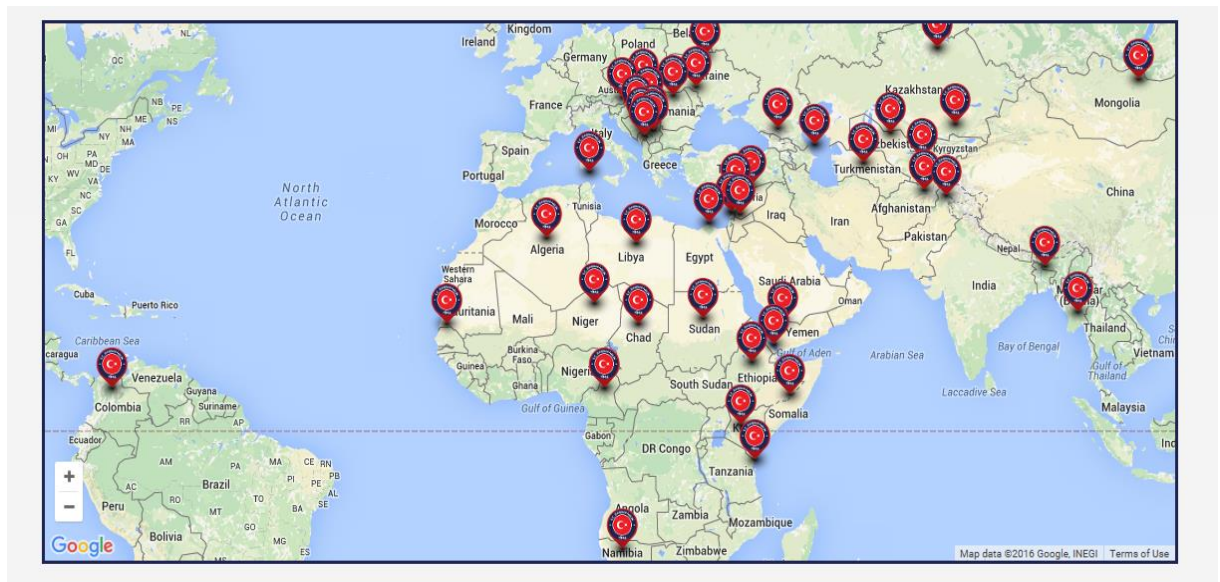 NL
Kingdom
Ireland
Bela
Poland
QC
Germany
Ukraine
Kazakhstan
Mongolia
NB
PE
ME
NS
MI
NH
NY
MA
France
Italy
OH
PA
MD
DE
KY
WV
VA
NC
SC
GA
FL
Spain
Portugal
Greece
Turkmenistan
Kyrgyzstan
China
North
Atlantic
Ocean
Tunisia
Morocco
Algeria
Libya
Egypt
Iraq
Iran
Afghanistan
Pakistan
Nepal
India
Western
Sahara
Saudi Arabia
Oman
Cuba
Puerto Rico
Mali
Niger
Chad
Sudan
Yemen
Thailand
Vietnam
Caribbean Sea
Burkina
Faso
Guinea
Ghana
Gulf of Guinea
South Sudan
Ethiopia
Somalia
Gulf of Aden
Arabian Sea
Laccadive Sea
Bay of Bengal
Gulf of
Thailand
Malaysia
Venezuela
Guyana
Suriname
Colombia
Ecuador
RR
AP
Gabon
DR Congo
Tanzania
AM
PA
MA
CE
RN
PB
PI
PE
AL
SE
AC
RO
TO
BA
MT
Brazil
Peru
Bolivia
GO
MG
ES
Angola
Zambia
Mozambique
Namibia
Zimbabwe
+
−
Google
Map data ©2016 Google, INEGI
Terms of Use